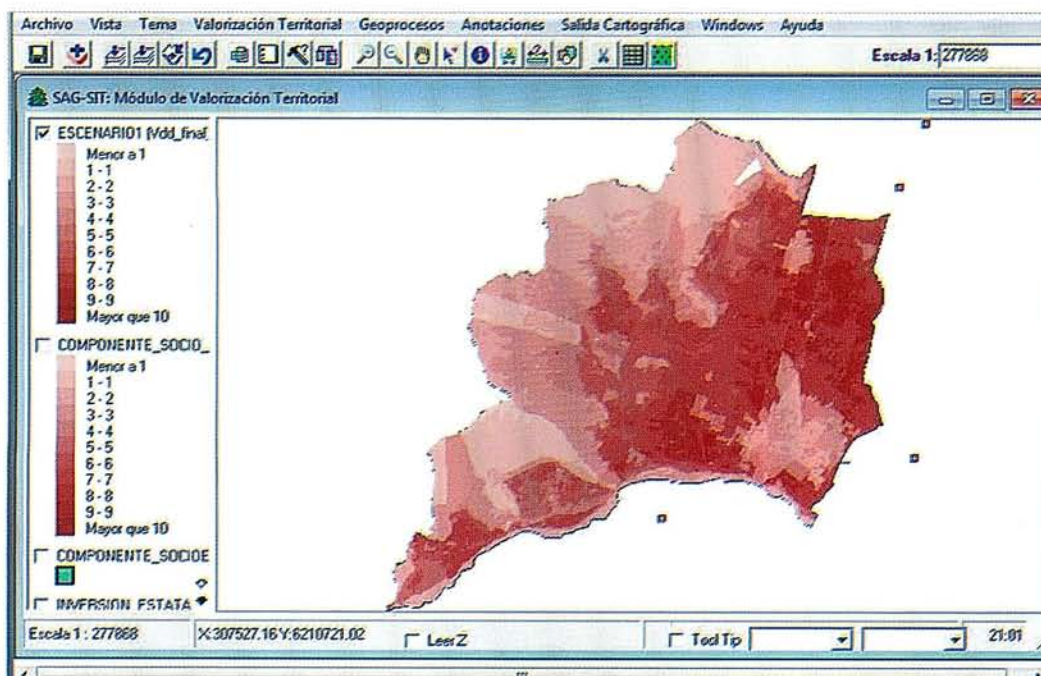 Archivo Vista Tema Valorización Territorial Geoprocesos Anotaciones Salida Cartográfica Windows Ayuda
Escala 1: 277868
SAG-SIT: Módulo de Valorización Territorial
ESCENARIO1 (Vdd_final_
Menor a 1
1 - 1
2 - 2
3 - 3
4 - 4
5 - 5
6 - 6
7 - 7
8 - 8
9 - 9
Mayor que 10
COMPONENTE_SOCIO_
Menor a 1
1 - 1
2 - 2
3 - 3
4 - 4
5 - 5
6 - 6
7 - 7
8 - 8
9 - 9
Mayor que 10
COMPONENTE_SOCIOE
INVERSION_ESTATA
Escala 1 : 277868 X:307527.16 Y:6210721.02 Leer Z Tool Tip 21:01